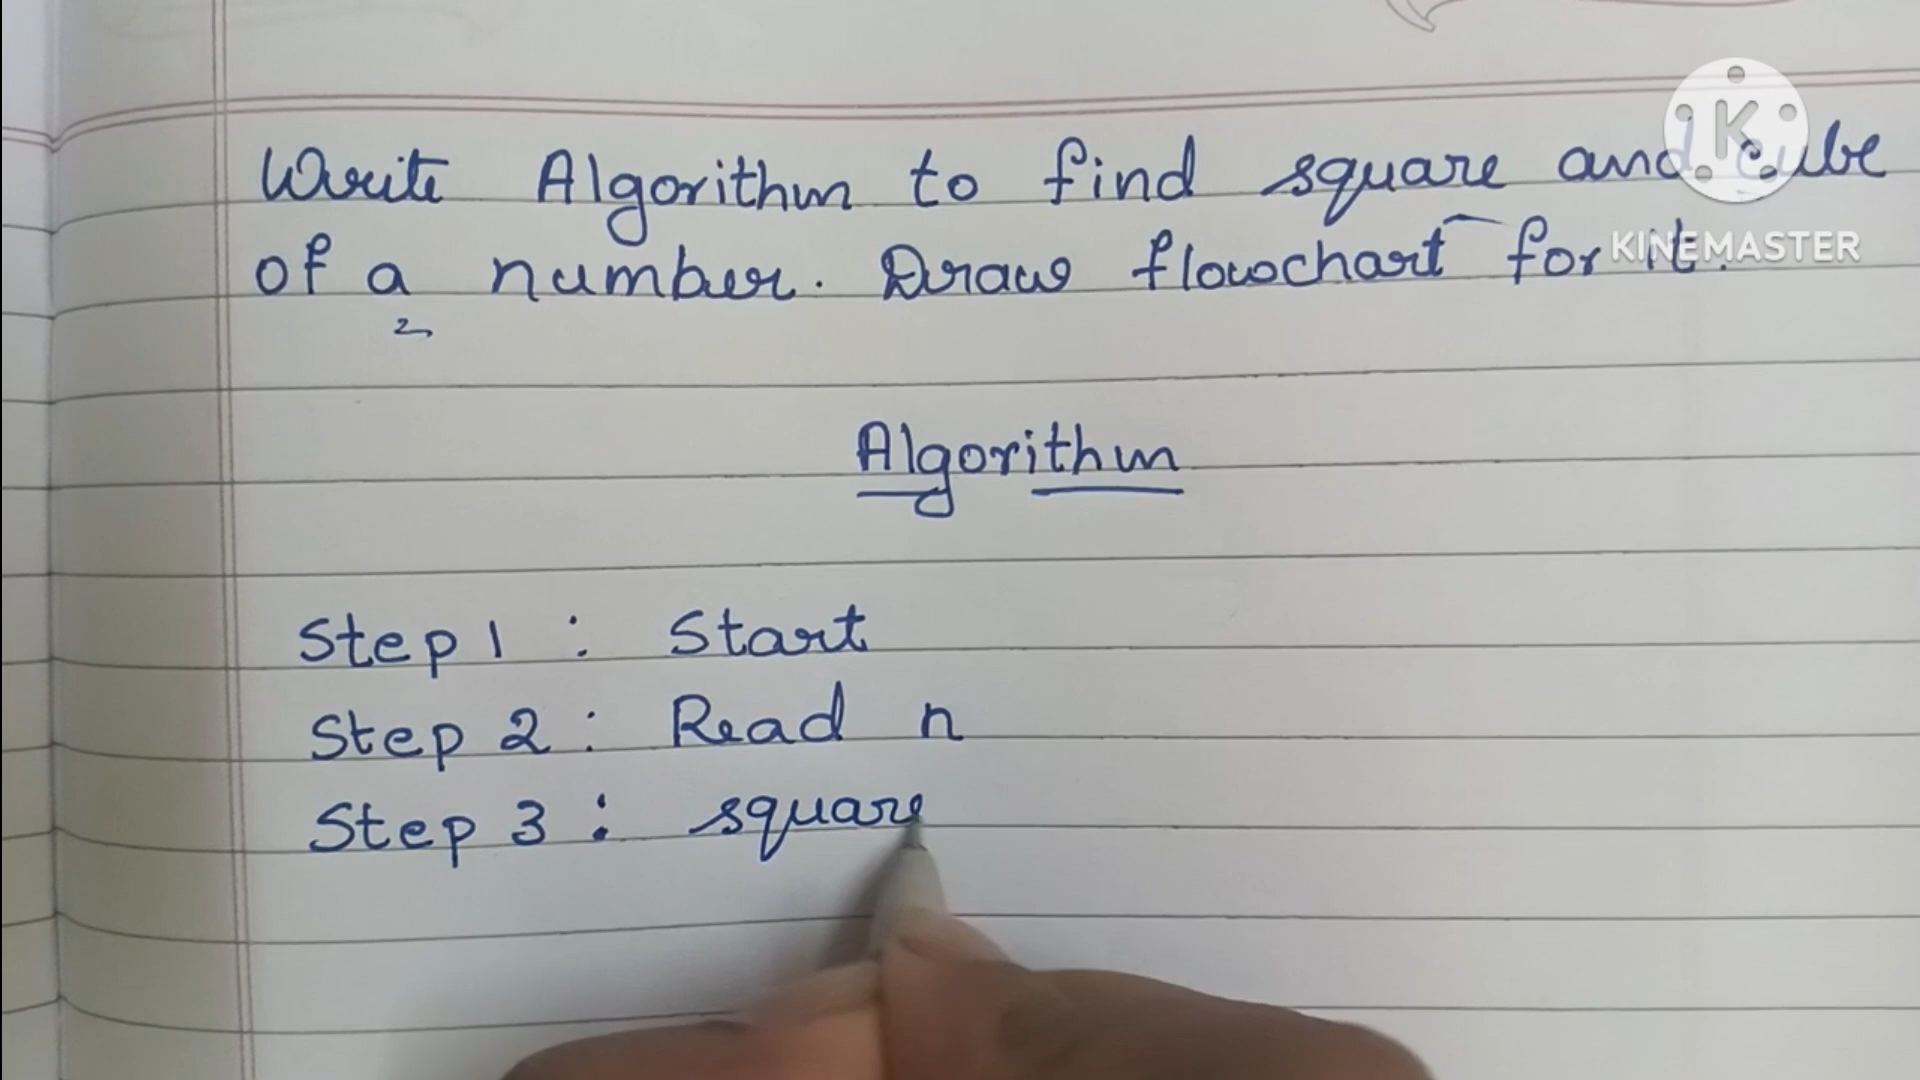 Write Algorithm to find square and cube
of a number. Draw flowchart for it.
2
Algorithm
Step 1 : Start
Step 2 : Read n
Step 3 : square
K
KINEMASTER